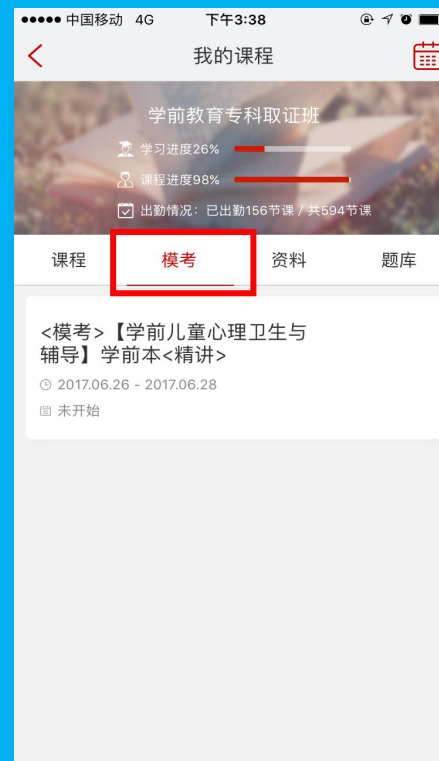 中国移动 4G 下午3:38
我的课程
学前教育专科取证班
学习进度26%
课程进度98%
出勤情况：已出勤156节课 / 共594节课
课程 模考 资料 题库
<模考>【学前儿童心理卫生与
辅导】学前本<精讲>
2017.06.26 - 2017.06.28
未开始